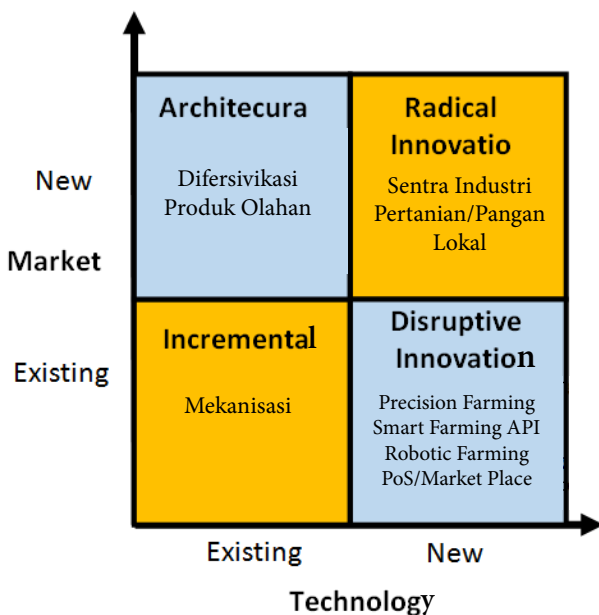 Architecura
Difersivikasi
Produk Olahan
Radical
Innovatio
Sentra Industri
Pertanian/Pangan
Lokal
New
Market
Existing
Incremental
Mekanisasi
Disruptive
Innovation
Precision Farming
Smart Farming API
Robotic Farming
PoS/Market Place
Existing
New
Technology